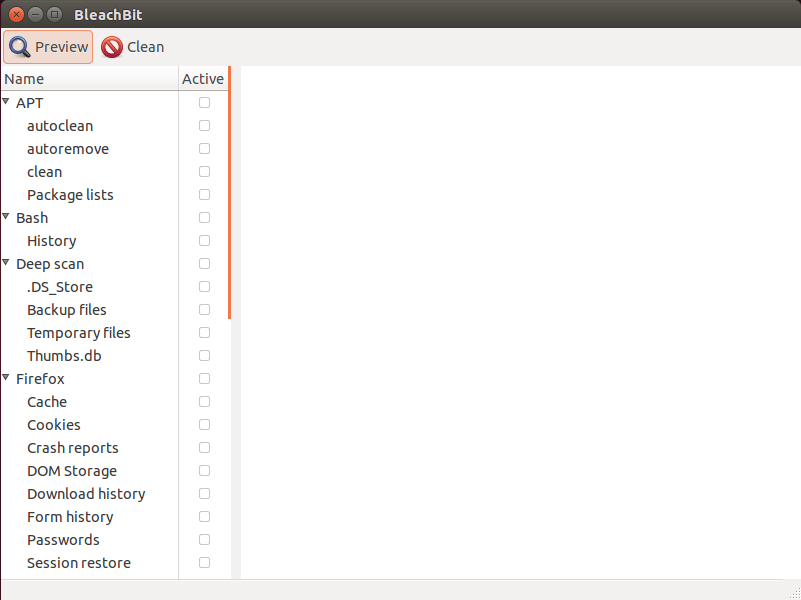 BleachBit
Preview Clean
Name Active
APT
autoclean
autoremove
clean
Package lists
Bash
History
Deep scan
.DS_Store
Backup files
Temporary files
Thumbs.db
Firefox
Cache
Cookies
Crash reports
DOM Storage
Download history
Form history
Passwords
Session restore